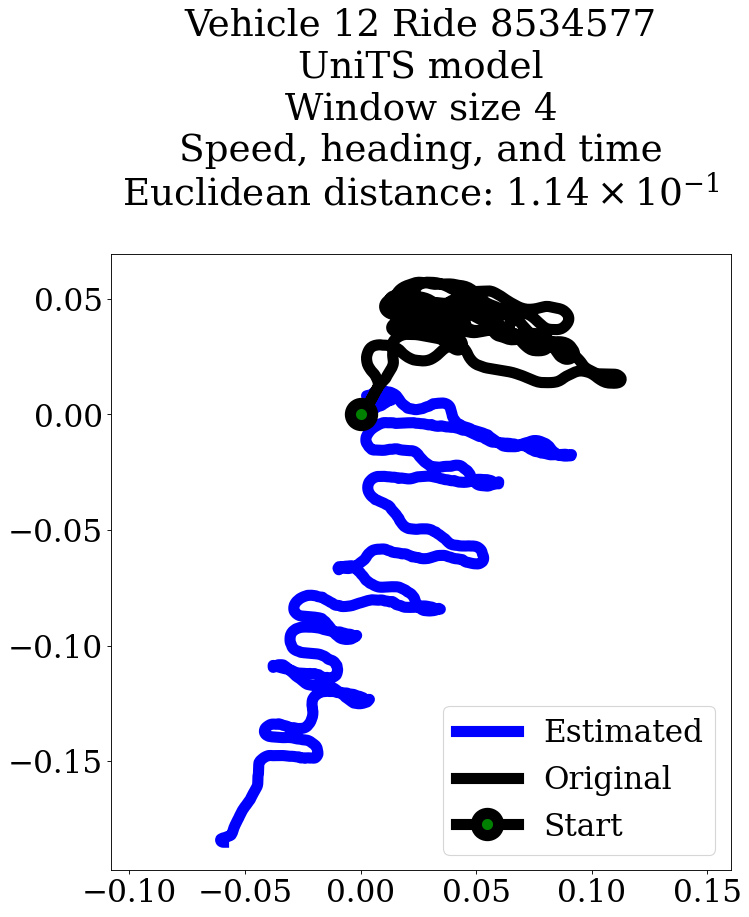 Vehicle 12 Ride 8534577
UniTS model
Window size 4
Speed, heading, and time
Euclidean distance: 1.14 × 10⁻¹
0.05
0.00
−0.05
−0.10
−0.15
Estimated
Original
Start
−0.10 −0.05 0.00 0.05 0.10 0.15